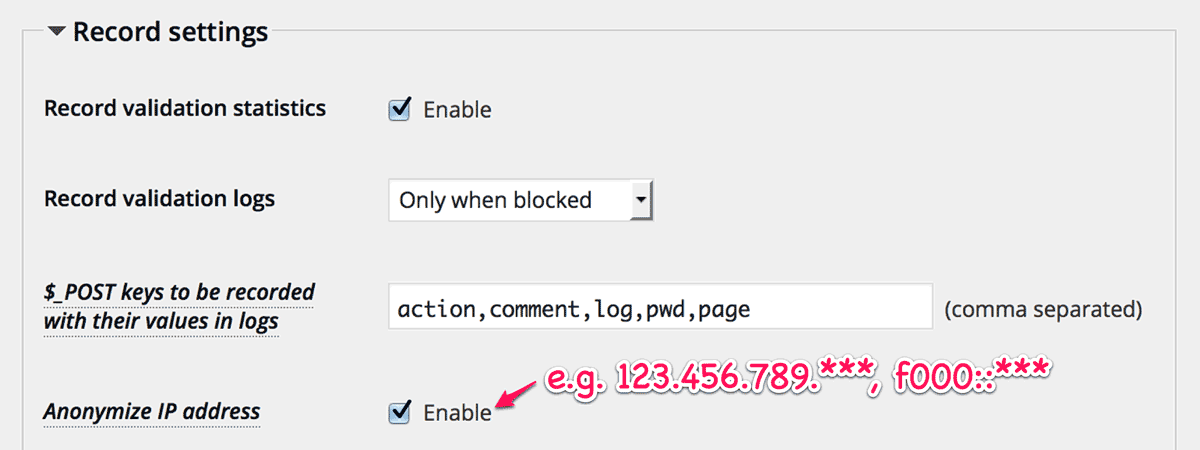 Record settings
Record validation statistics
Enable
Record validation logs
Only when blocked
$_POST keys to be recorded
with their values in logs
action,comment,log,pwd,page
(comma separated)
e.g. 123.456.789.***, f000::***
Anonymize IP address
Enable